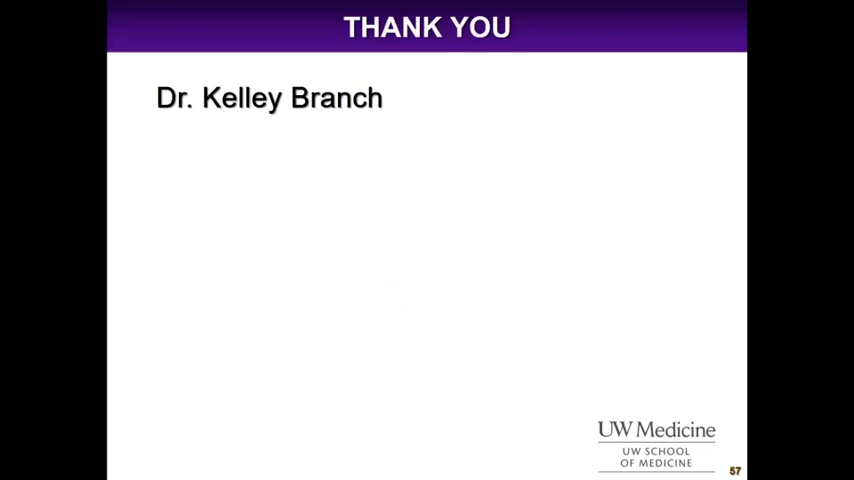 THANK YOU
Dr. Kelley Branch
UW Medicine
UW SCHOOL
OF MEDICINE
57